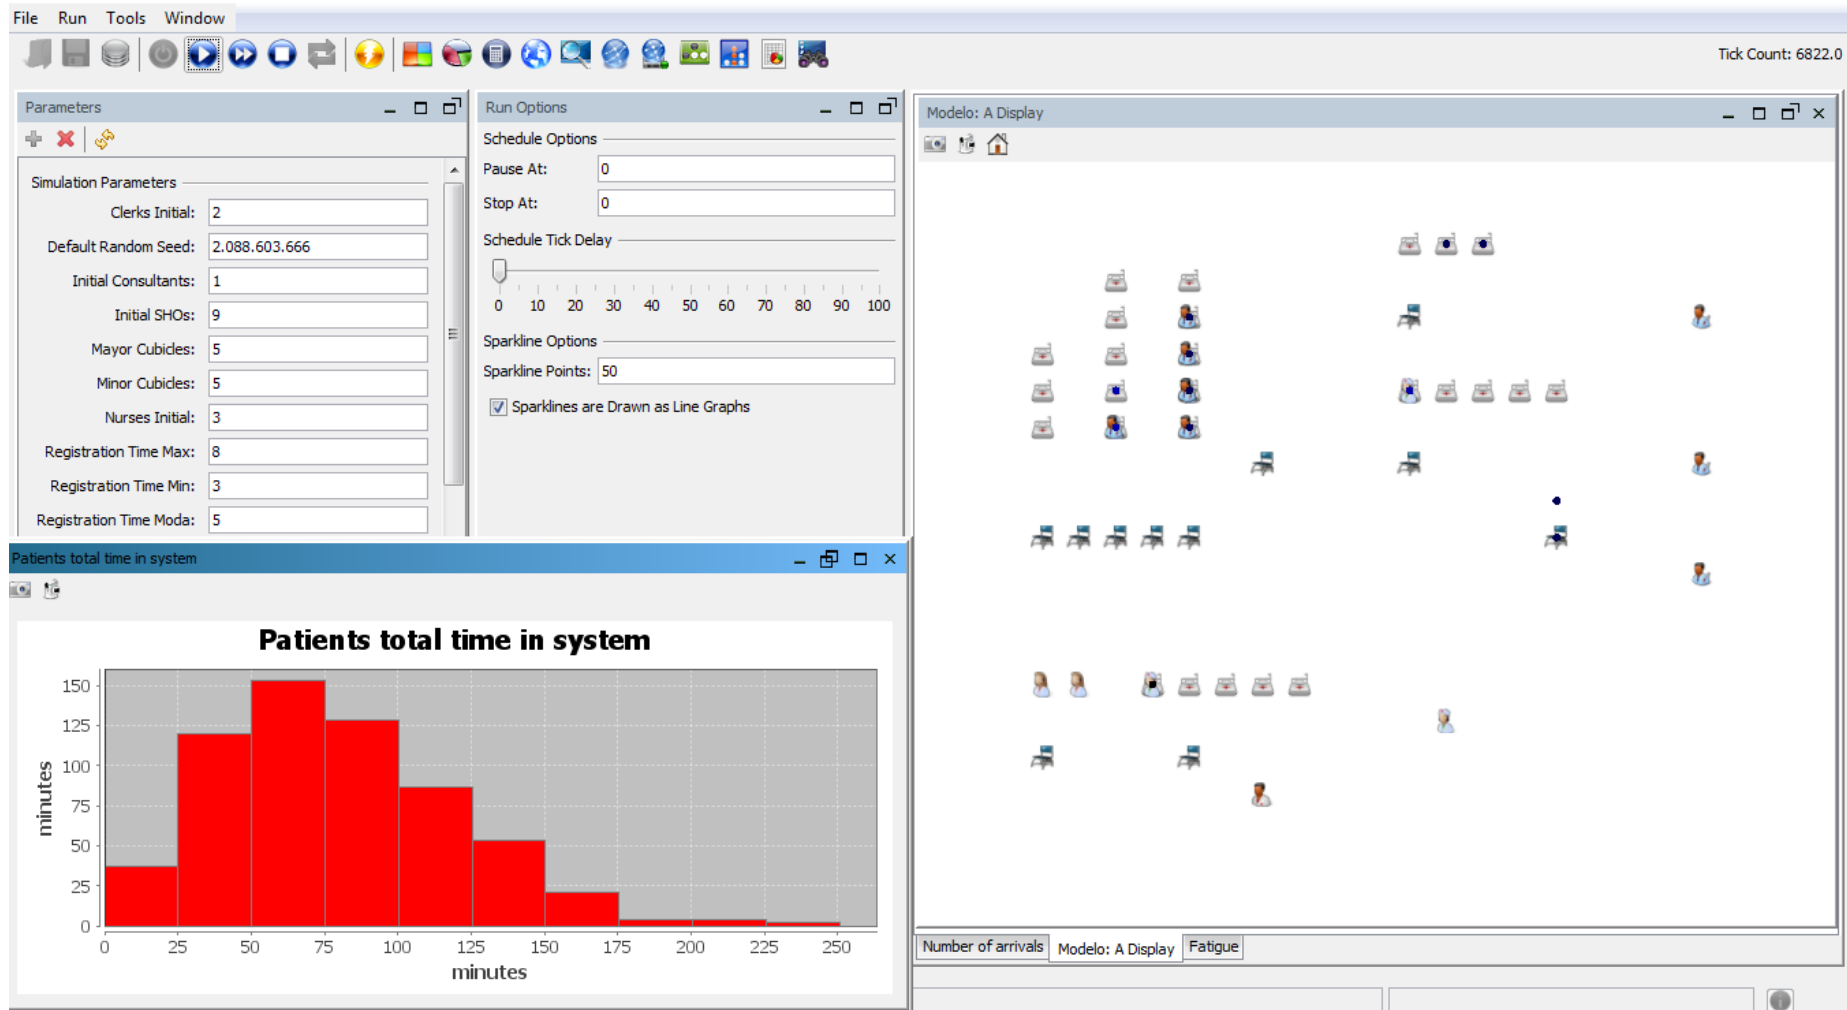 File Run Tools Window
Tick Count: 6822.0
Parameters
Simulation Parameters
Clerks Initial: 2
Default Random Seed: 2.088.603.666
Initial Consultants: 1
Initial SHOs: 9
Mayor Cubicles: 5
Minor Cubicles: 5
Nurses Initial: 3
Registration Time Max: 8
Registration Time Min: 3
Registration Time Moda: 5
Run Options
Schedule Options
Pause At: 0
Stop At: 0
Schedule Tick Delay
0 10 20 30 40 50 60 70 80 90 100
Sparkline Options
Sparkline Points: 50
Sparklines are Drawn as Line Graphs
Modelo: A Display
Number of arrivals Modelo: A Display Fatigue
Patients total time in system
Patients total time in system
minutes
150
125
100
75
50
25
0
0 25 50 75 100 125 150 175 200 225 250
minutes